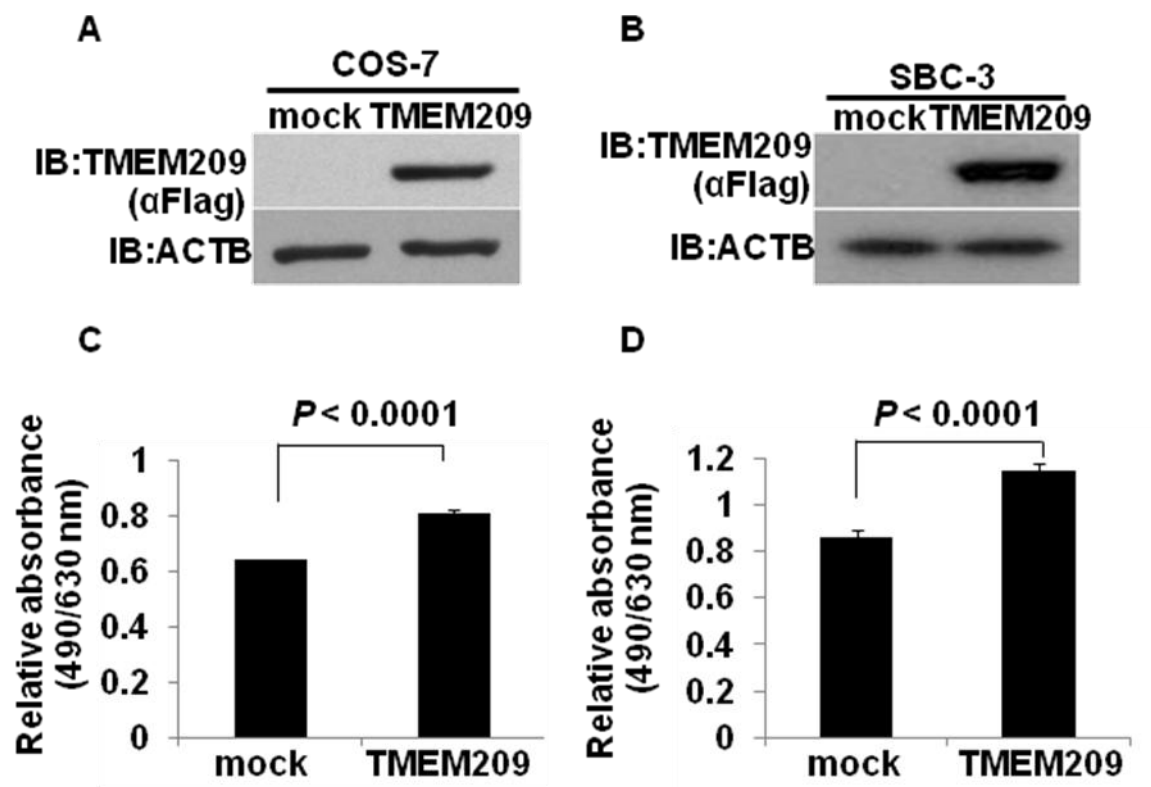 A
COS-7
mock TMEM209
IB:TMEM209
(αFlag)
IB:ACTB
B
SBC-3
mock TMEM209
IB:TMEM209
(αFlag)
IB:ACTB
C
P < 0.0001
Relative absorbance
(490/630 nm)
1
0.8
0.6
0.4
0.2
0
mock TMEM209
D
P < 0.0001
Relative absorbance
(490/630 nm)
1.2
1
0.8
0.6
0.4
0.2
0
mock TMEM209